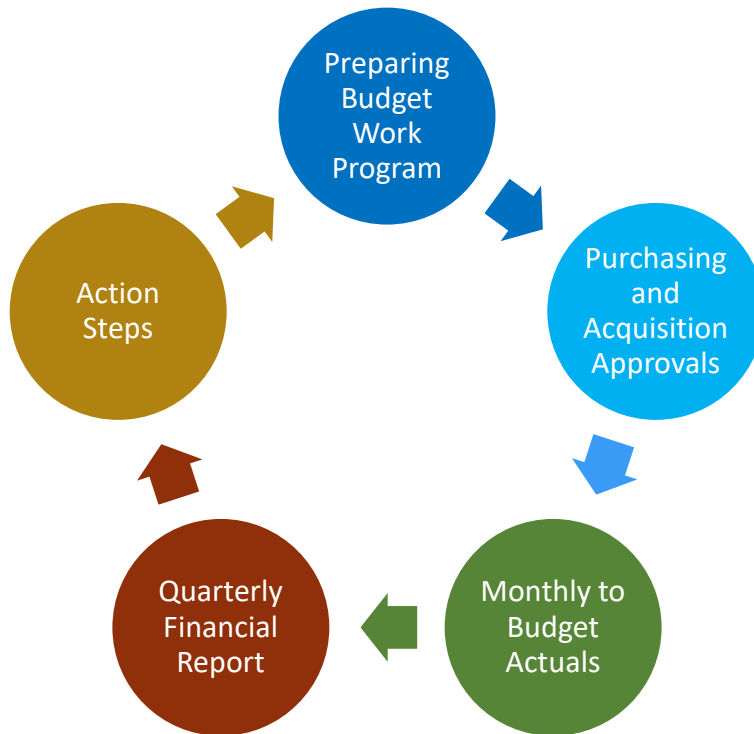 Preparing
Budget
Work
Program
Purchasing
and
Acquisition
Approvals
Monthly to
Budget
Actuals
Quarterly
Financial
Report
Action
Steps